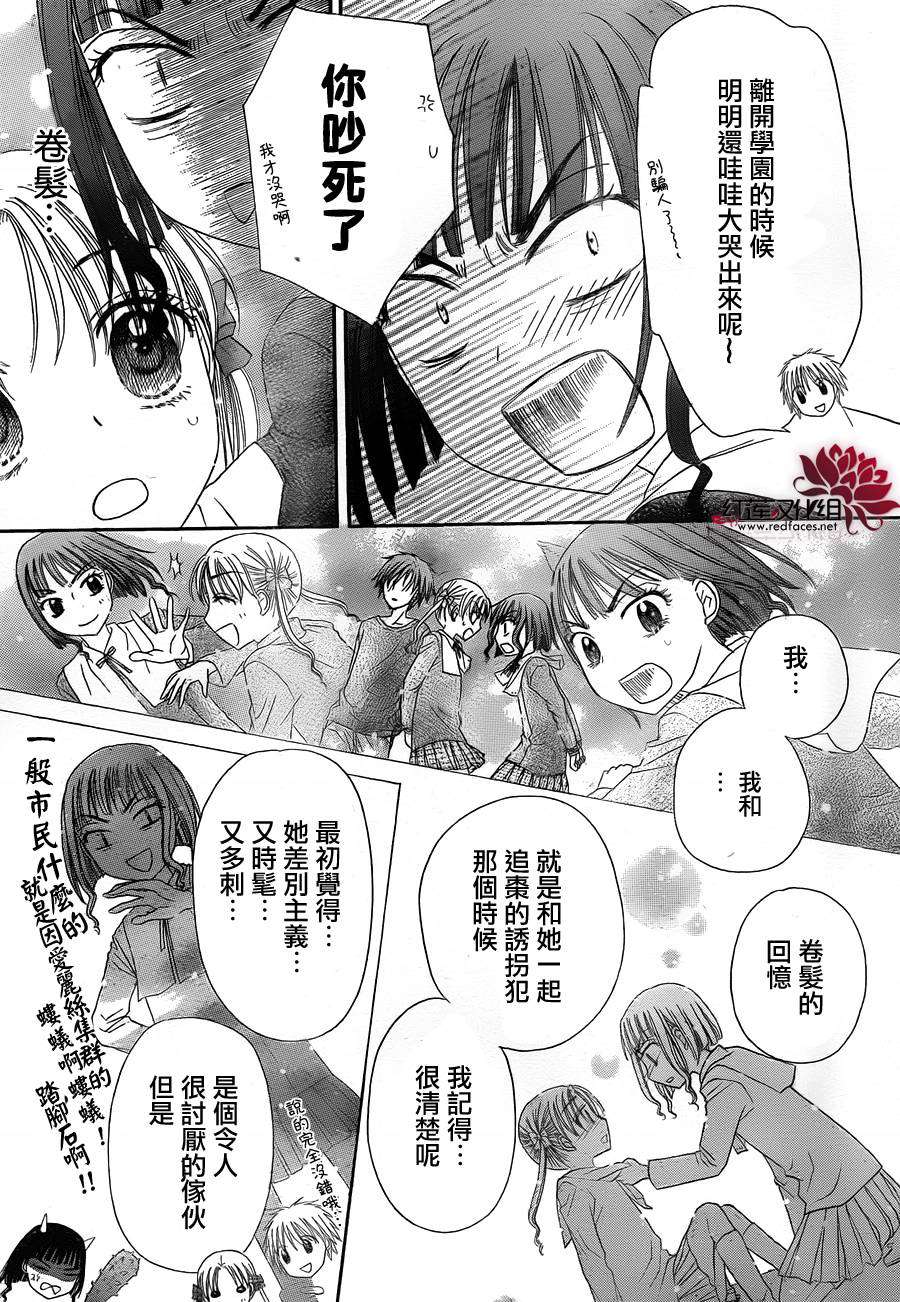 離開學園的時候
明明還哇哇大哭出來呢~
別騙人了~~~
你吵死了
我才沒哭啊
卷髮…
紅蓮汉化組
www.redfaces.net
我…
我和
…
卷髮的
回憶
就是和她一起
追棗的誘拐犯
那個時候
我記得…
很清楚呢
最初覺得…
她差別主義…
又時髦…
又多刺…
是個令人
很討厭的傢伙
但是
說的完全沒錯哦…
一般市民什麼的
就是因愛麗絲集群的
螻蟻啊螻蟻！
踏腳石啊!!